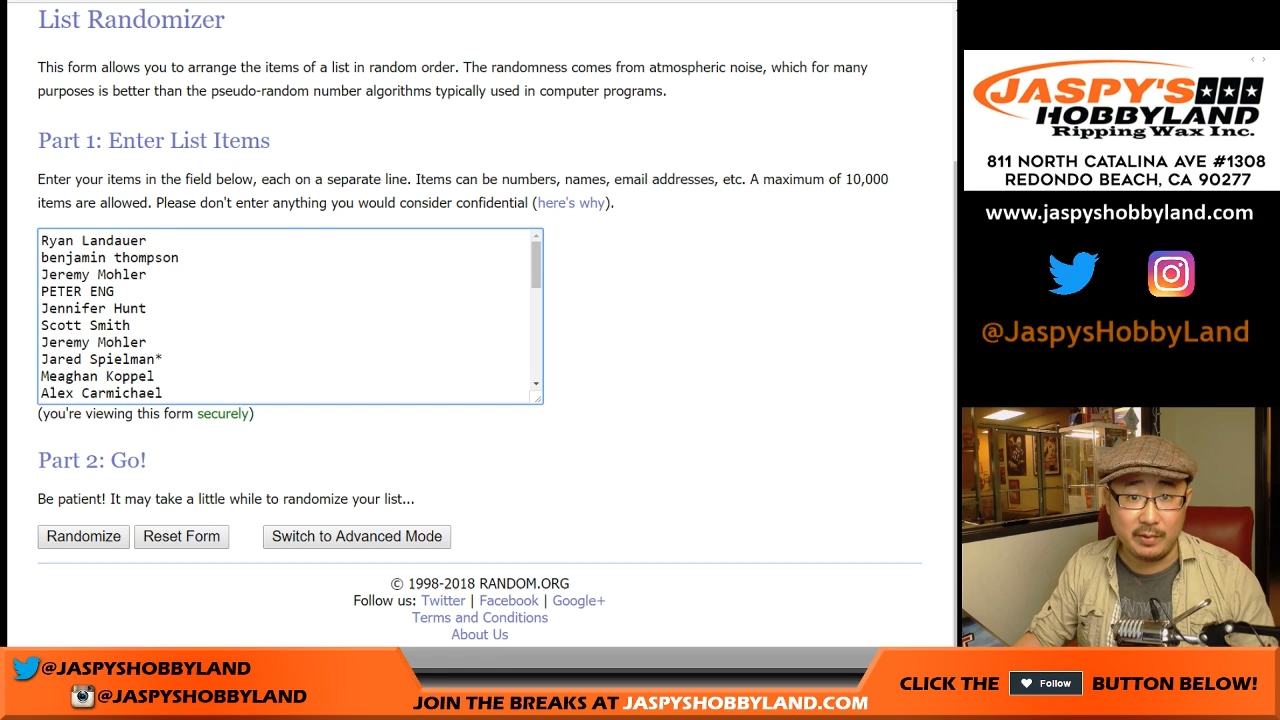 List Randomizer
This form allows you to arrange the items of a list in random order. The randomness comes from atmospheric noise, which for many
purposes is better than the pseudo-random number algorithms typically used in computer programs.
Part 1: Enter List Items
Enter your items in the field below, each on a separate line. Items can be numbers, names, email addresses, etc. A maximum of 10,000
items are allowed. Please don't enter anything you would consider confidential (here's why).
Ryan Landauer
benjamin thompson
Jeremy Mohler
PETER ENG
Jennifer Hunt
Scott Smith
Jeremy Mohler
Jared Spielman*
Meaghan Koppel
Alex Carmichael
(you're viewing this form securely)
Part 2: Go!
Be patient! It may take a little while to randomize your list...
Randomize Reset Form Switch to Advanced Mode
© 1998-2018 RANDOM.ORG
Follow us: Twitter | Facebook | Google+
Terms and Conditions
About Us
JASPY'S
HOBBYLAND
Ripping Wax Inc.
811 NORTH CATALINA AVE #1308
REDONDO BEACH, CA 90277
www.jaspyshobbyland.com
@JaspysHobbyLand
@JASPYSHOBBYLAND
@JASPYSHOBBYLAND
JOIN THE BREAKS AT JASPYSHOBBYLAND.COM
CLICK THE Follow BUTTON BELOW!